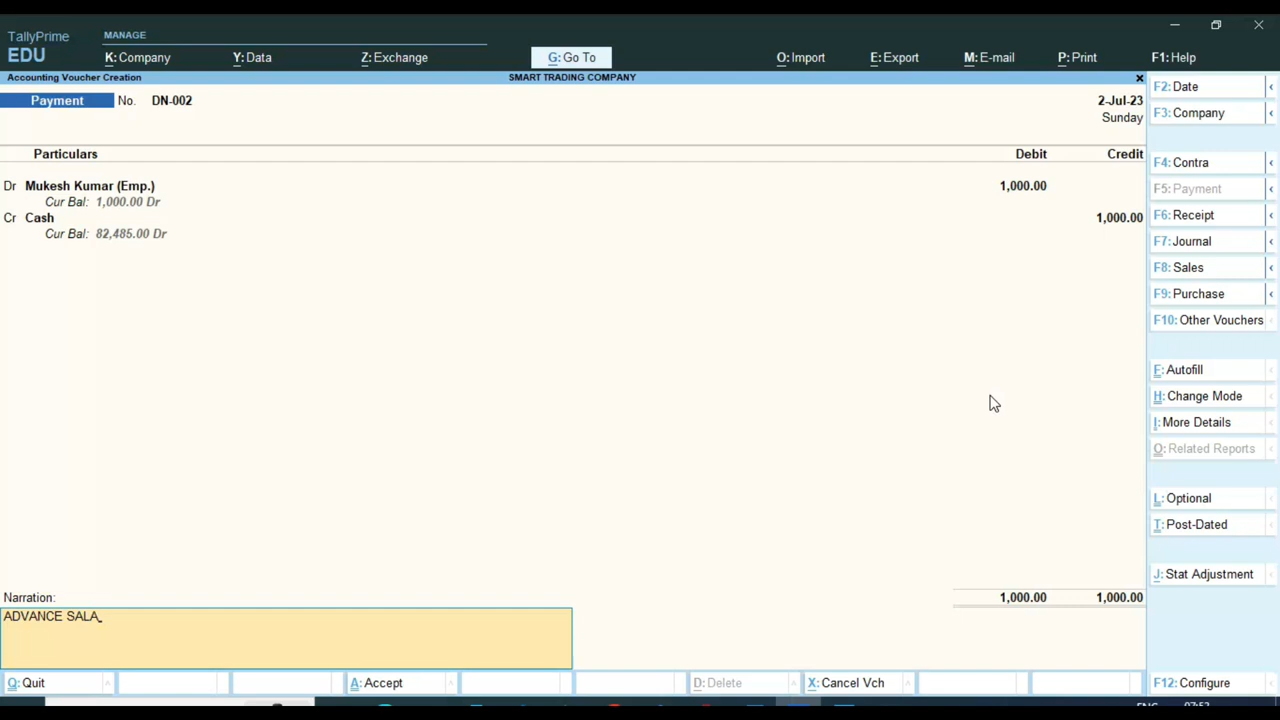 TallyPrime
EDU
MANAGE
K: Company
Y: Data
Z: Exchange
G: Go To
O: Import
E: Export
M: E-mail
P: Print
F1: Help
Accounting Voucher Creation
SMART TRADING COMPANY
×
Payment No. DN-002
2-Jul-23
Sunday
Particulars Debit Credit
Dr Mukesh Kumar (Emp.) 1,000.00
Cur Bal: 1,000.00 Dr
Cr Cash 1,000.00
Cur Bal: 82,485.00 Dr
Narration: 1,000.00 1,000.00
ADVANCE SALA
F2: Date
F3: Company
F4: Contra
F5: Payment
F6: Receipt
F7: Journal
F8: Sales
F9: Purchase
F10: Other Vouchers
F: Autofill
H: Change Mode
I: More Details
O: Related Reports
L: Optional
T: Post-Dated
J: Stat Adjustment
F12: Configure
Q: Quit
A: Accept
D: Delete
X: Cancel Vch